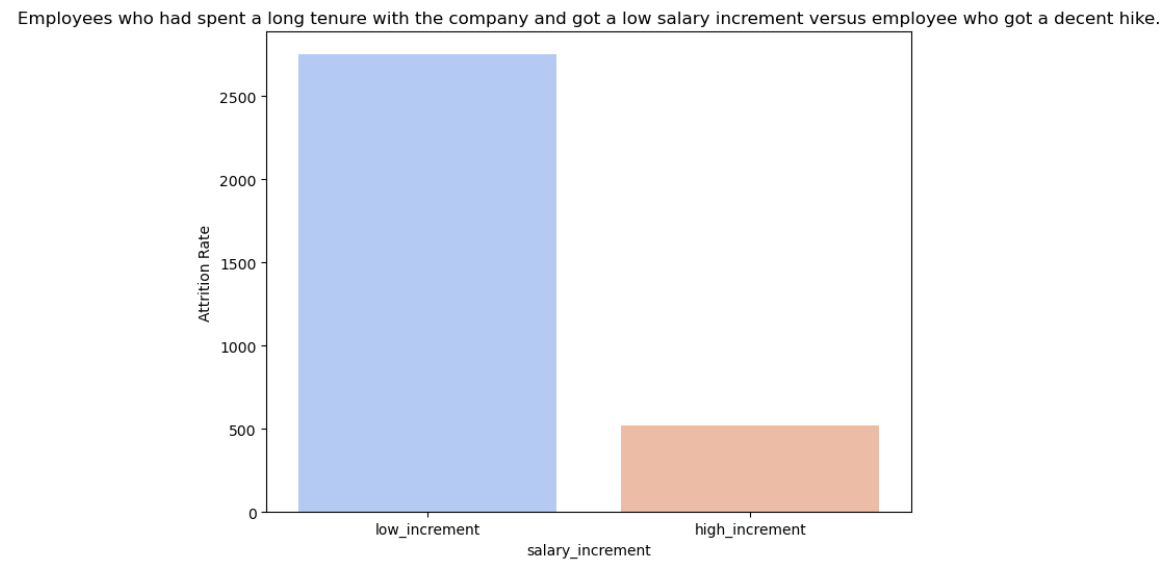 Employees who had spent a long tenure with the company and got a low salary increment versus employee who got a decent hike.
2500
2000
1500
1000
500
0
Attrition Rate
low_increment
high_increment
salary_increment